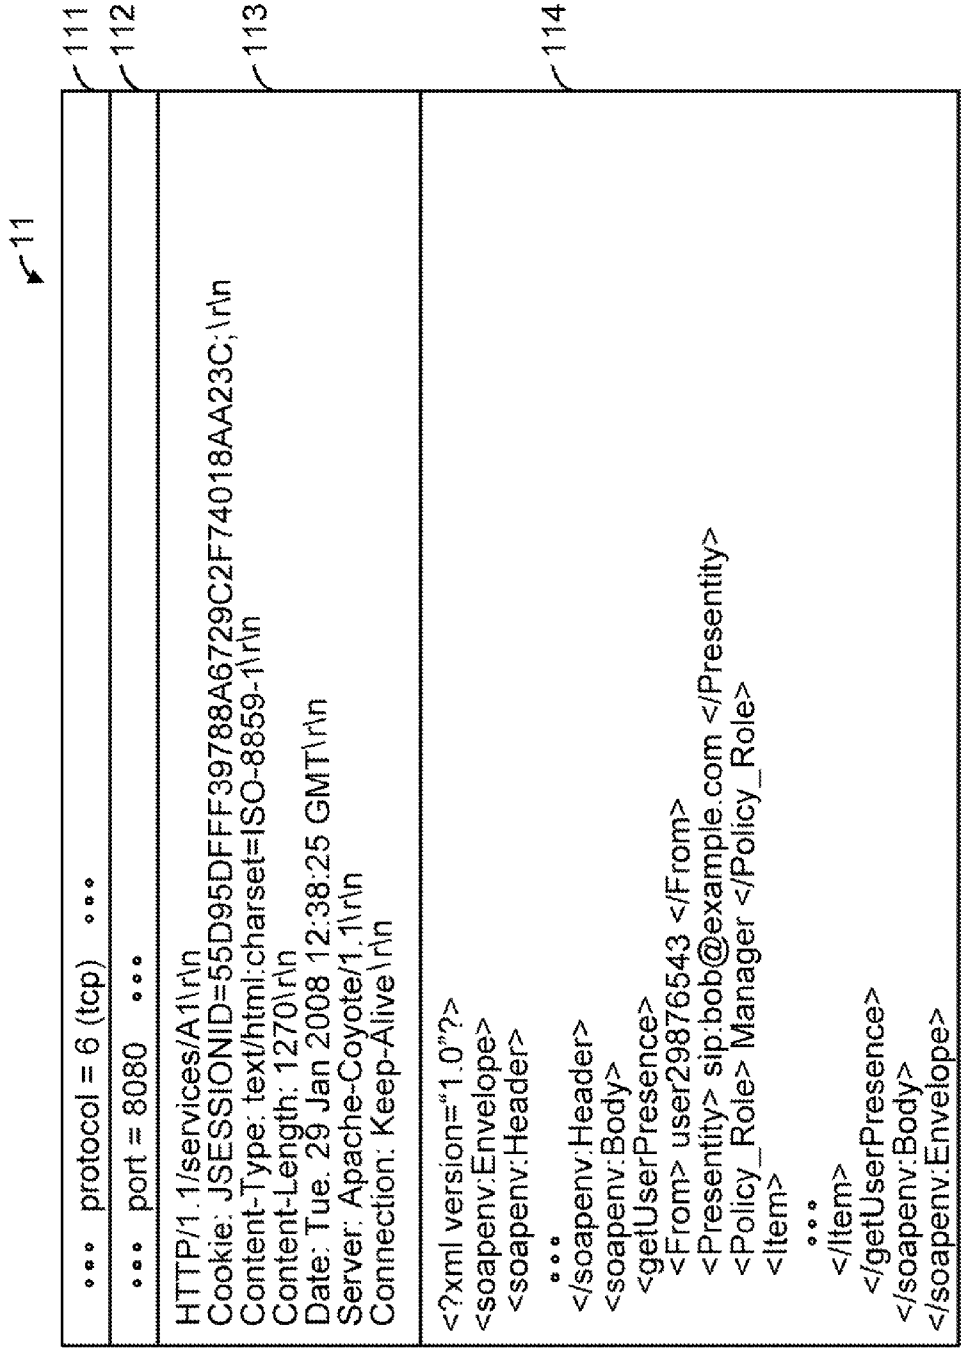 11
••• protocol = 6 (tcp) •••
111
••• port = 8080 •••
112
HTTP/1.1/services/A1\r\n
Cookie: JSESSIONID=55D95DFFF39788A6729C2F74018AA23C;\r\n
Content-Type: text/html:charset=ISO-8859-1\r\n
Content-Length: 1270\r\n
Date: Tue. 29 Jan 2008 12:38:25 GMT\r\n
Server: Apache-Coyote/1.1\r\n
Connection: Keep-Alive\r\n
113
<?xml version=“1.0”?>
<soapenv:Envelope>
<soapenv:Header>
•••
</soapenv:Header>
<soapenv:Body>
<getUserPresence>
<From> user29876543 </From>
<Presentity> sip:bob@example.com </Presentity>
<Policy_Role> Manager </Policy_Role>
<Item>
•••
</Item>
</getUserPresence>
</soapenv:Body>
</soapenv:Envelope>
114